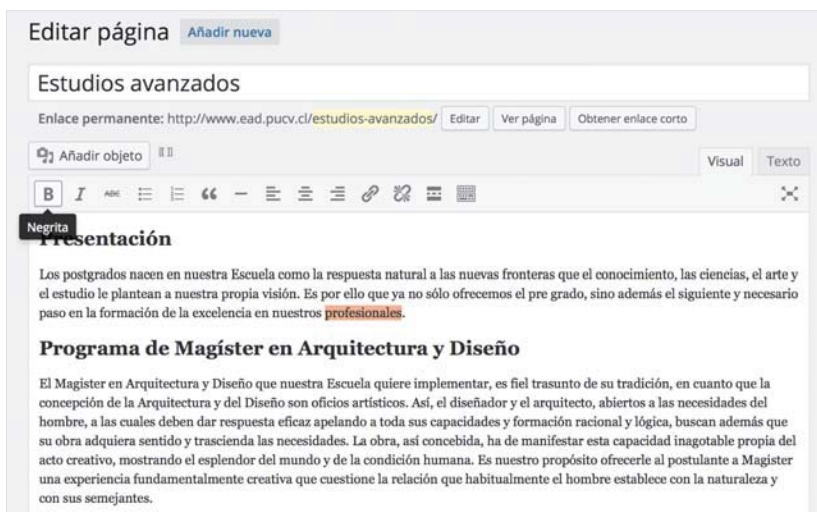 Editar página Añadir nueva
Estudios avanzados
Enlace permanente: http://www.ead.pucv.cl/estudios-avanzados/ Editar Ver página Obtener enlace corto
Añadir objeto
Visual Texto
B I ABC
Negrita
Presentación
Los postgrados nacen en nuestra Escuela como la respuesta natural a las nuevas fronteras que el conocimiento, las ciencias, el arte y
el estudio le plantean a nuestra propia visión. Es por ello que ya no sólo ofrecemos el pre grado, sino además el siguiente y necesario
paso en la formación de la excelencia en nuestros profesionales.
Programa de Magíster en Arquitectura y Diseño
El Magister en Arquitectura y Diseño que nuestra Escuela quiere implementar, es fiel trasunto de su tradición, en cuanto que la
concepción de la Arquitectura y del Diseño son oficios artísticos. Así, el diseñador y el arquitecto, abiertos a las necesidades del
hombre, a las cuales deben dar respuesta eficaz apelando a toda sus capacidades y formación racional y lógica, buscan además que
su obra adquiera sentido y trascienda las necesidades. La obra, así concebida, ha de manifestar esta capacidad inagotable propia del
acto creativo, mostrando el esplendor del mundo y de la condición humana. Es nuestro propósito ofrecerle al postulante a Magister
una experiencia fundamentalmente creativa que cuestione la relación que habitualmente el hombre establece con la naturaleza y
con sus semejantes.